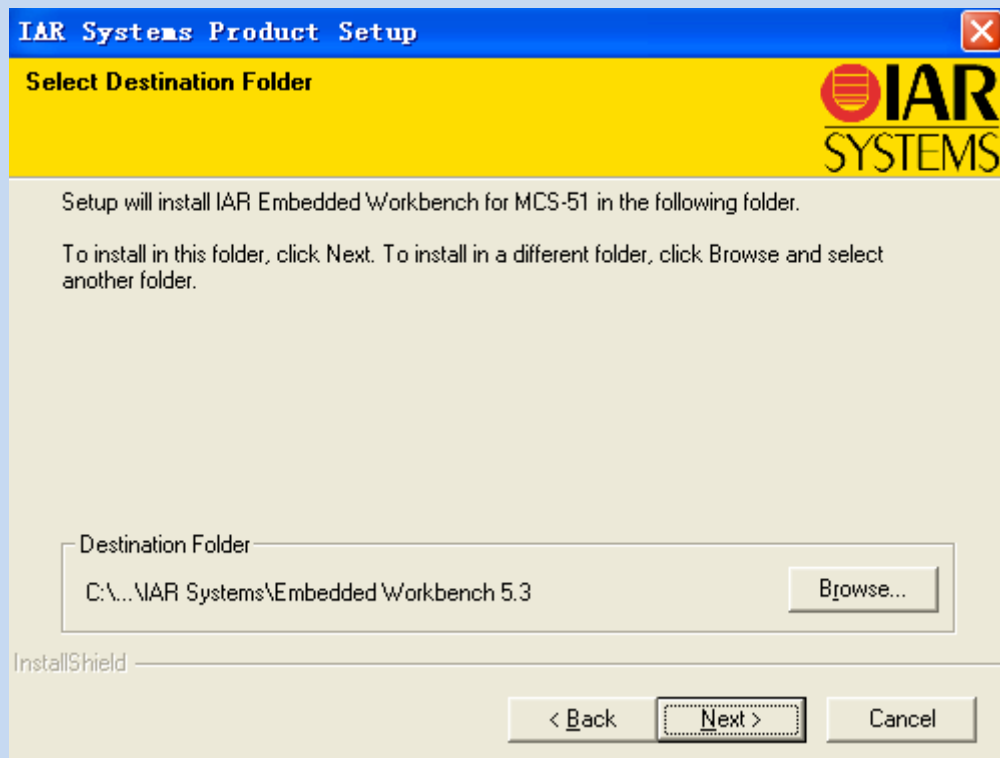 IAR Systems Product Setup
Select Destination Folder
IAR
SYSTEMS
Setup will install IAR Embedded Workbench for MCS-51 in the following folder.
To install in this folder, click Next. To install in a different folder, click Browse and select
another folder.
Destination Folder
C:\...\IAR Systems\Embedded Workbench 5.3
Browse...
InstallShield
< Back
Next >
Cancel